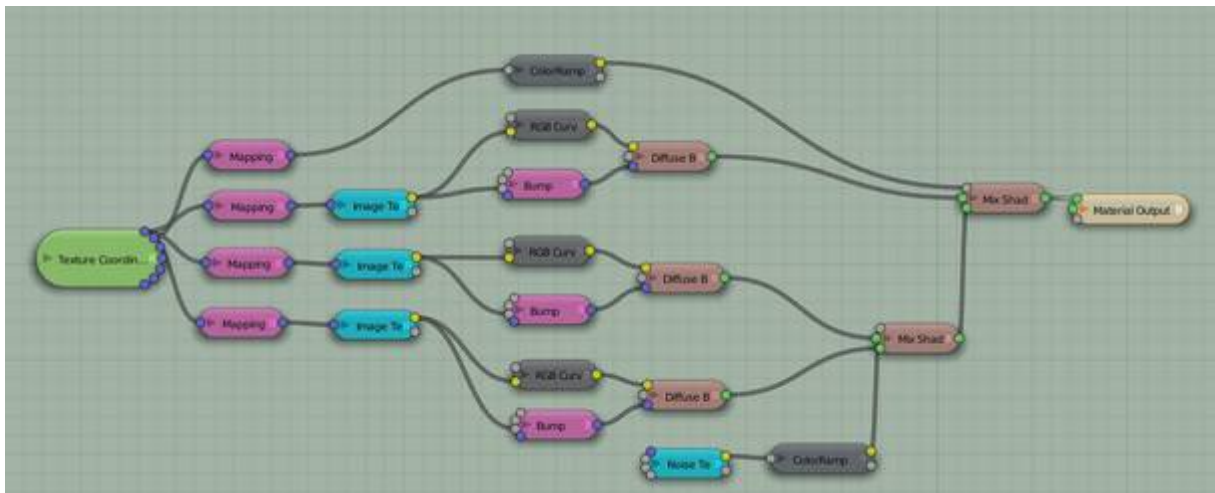 ColorRamp
RGB Curv
Mapping
Diffuse B
Bump
Mapping
Image Te
Mix Shad
Material Output
Texture Coordin...
Mapping
Image Te
RGB Curv
Diffuse B
Bump
Mapping
Image Te
Mix Shad
RGB Curv
Diffuse B
Bump
Noise Te
ColorRamp